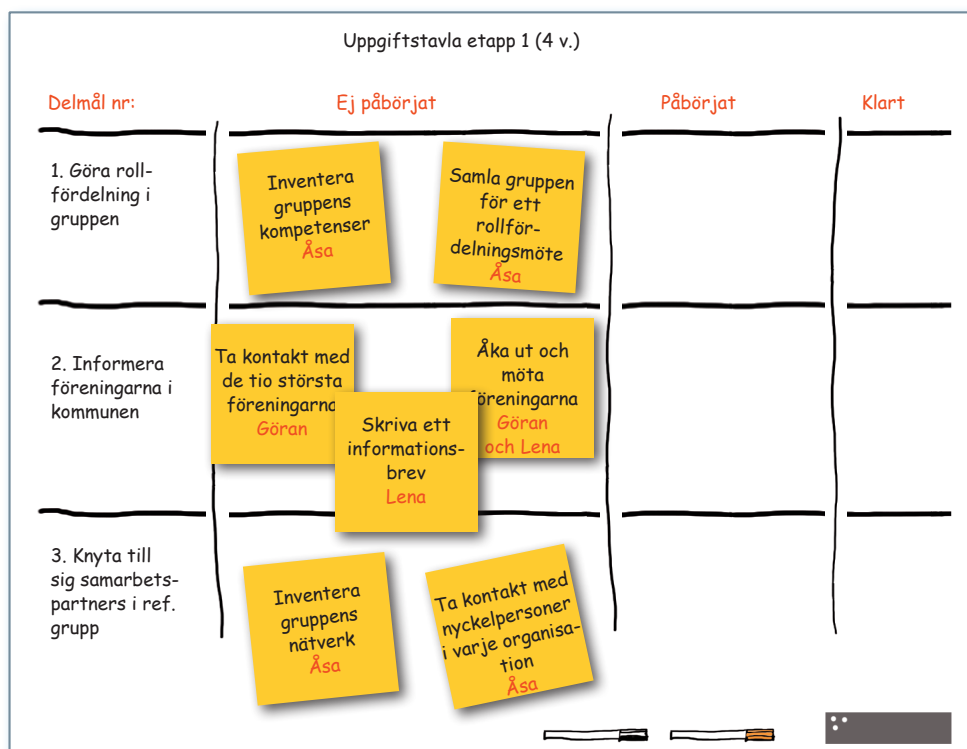 Uppgiftstavla etapp 1 (4 v.)
Delmål nr:
Ej påbörjat
Påbörjat
Klart
1. Göra roll-
fördelning i
gruppen
Inventera
gruppens
kompetenser
Åsa
Samla gruppen
för ett
rollför-
delningsmöte
Åsa
2. Informera
föreningarna i
kommunen
Ta kontakt med
de tio största
föreningarna
Göran
Skriva ett
informations-
brev
Lena
Åka ut och
möta
föreningarna
Göran
och Lena
3. Knyta till
sig samarbets-
partners i ref.
grupp
Inventera
gruppens
nätverk
Åsa
Ta kontakt med
nyckelpersoner
i varje organisa-
tion
Åsa